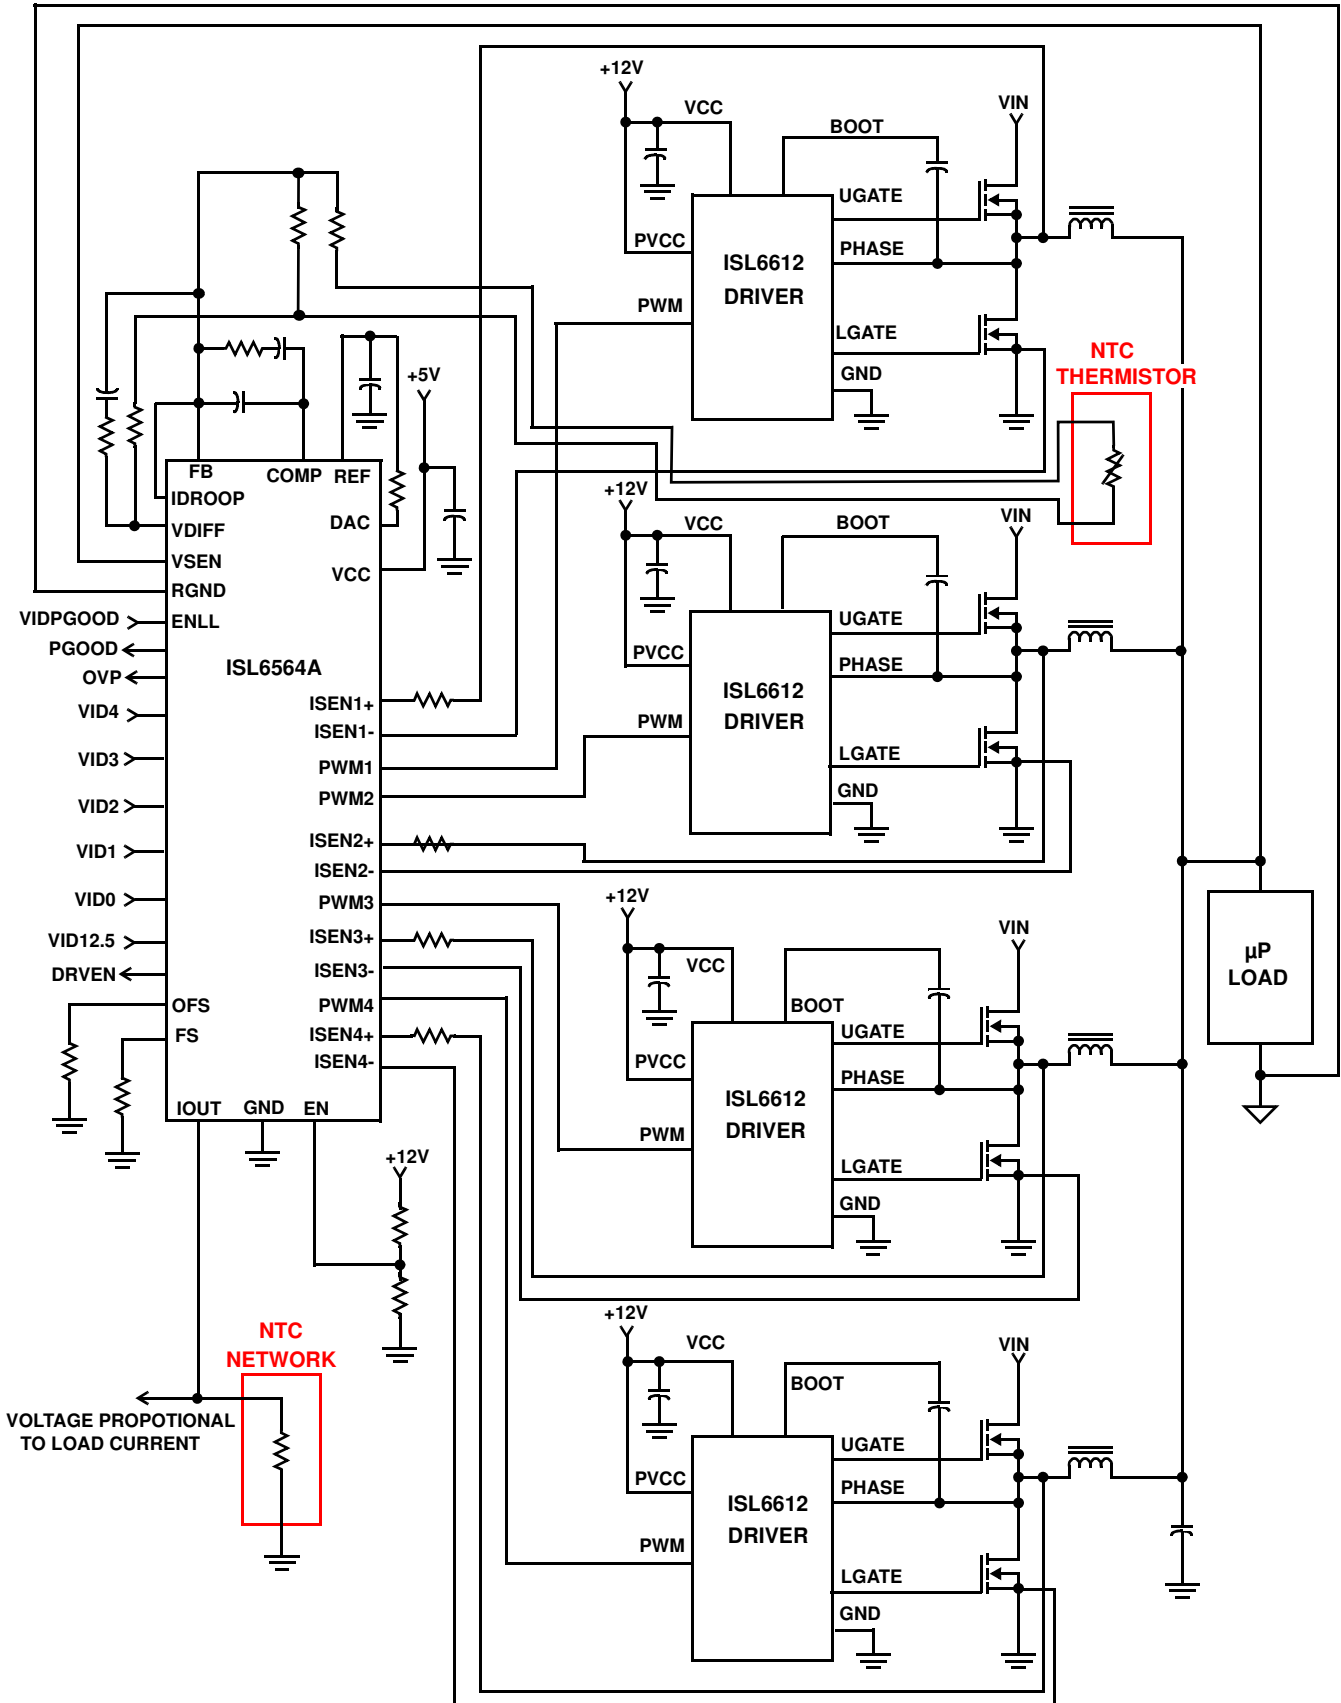 +12V
VCC
BOOT
VIN
UGATE
PVCC
PHASE
ISL6612
DRIVER
PWM
LGATE
GND
NTC
THERMISTOR
+5V
FB
COMP
REF
IDROOP
DAC
VDIFF
VSEN
VCC
RGND
VIDPGOOD
ENLL
PGOOD
OVP
ISL6564A
VID4
ISEN1+
ISEN1-
VID3
PWM1
PWM2
VID2
VID1
ISEN2+
ISEN2-
VID0
PWM3
VID12.5
ISEN3+
DRVEN
ISEN3-
OFS
PWM4
FS
ISEN4+
ISEN4-
IOUT
GND
EN
+12V
VCC
BOOT
VIN
UGATE
PVCC
PHASE
ISL6612
DRIVER
PWM
LGATE
GND
+12V
VCC
BOOT
VIN
UGATE
PVCC
PHASE
ISL6612
DRIVER
PWM
LGATE
GND
µP
LOAD
+12V
NTC
NETWORK
VOLTAGE PROPOTIONAL
TO LOAD CURRENT
+12V
VCC
BOOT
VIN
UGATE
PVCC
PHASE
ISL6612
DRIVER
PWM
LGATE
GND